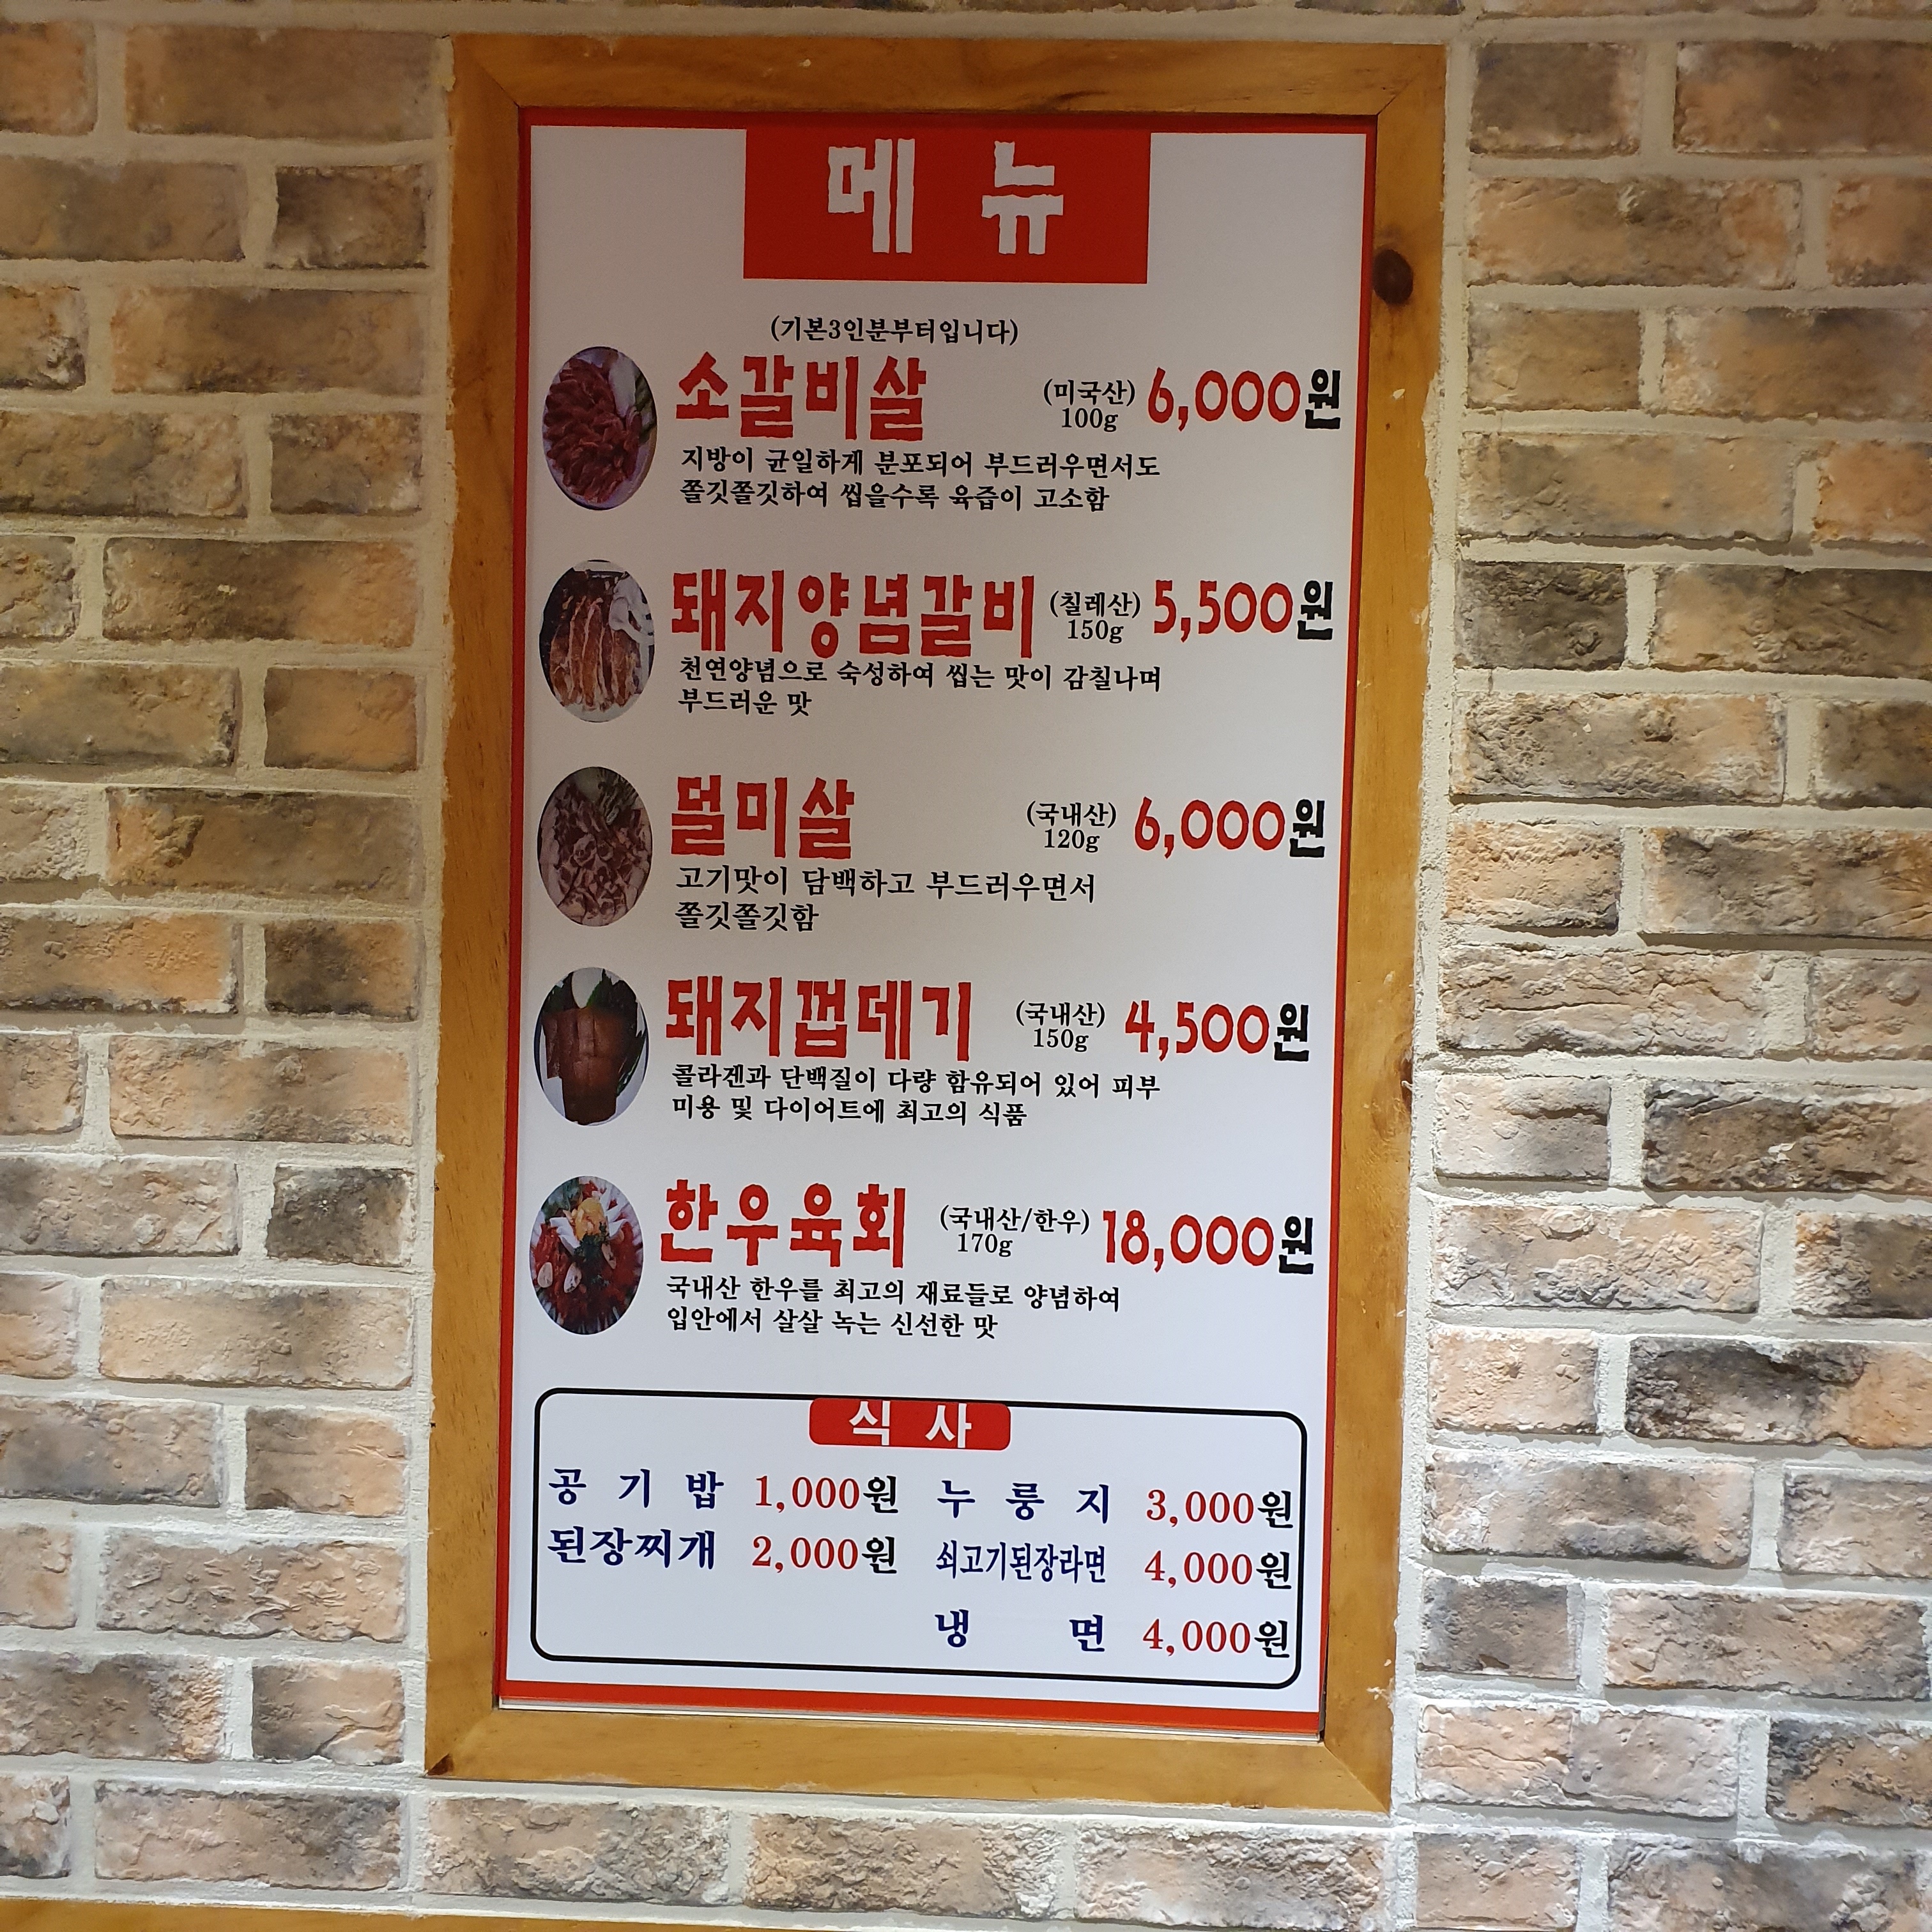 메 뉴
(기본3인분부터입니다)
소갈비살 (미국산) 100g 6,000원
지방이 균일하게 분포되어 부드러우면서도
쫄깃쫄깃하여 씹을수록 육즙이 고소함
돼지양념갈비 (칠레산) 150g 5,500원
천연양념으로 숙성하여 씹는 맛이 감칠나며
부드러운 맛
덜미살 (국내산) 120g 6,000원
고기맛이 담백하고 부드러우면서
쫄깃쫄깃함
돼지껍데기 (국내산) 150g 4,500원
콜라겐과 단백질이 다량 함유되어 있어 피부
미용 및 다이어트에 최고의 식품
한우육회 (국내산/한우) 170g 18,000원
국내산 한우를 최고의 재료들로 양념하여
입안에서 살살 녹는 신선한 맛
식 사
공 기 밥 1,000원 누 룽 지 3,000원
된장찌개 2,000원 쇠고기된장라면 4,000원
냉 면 4,000원